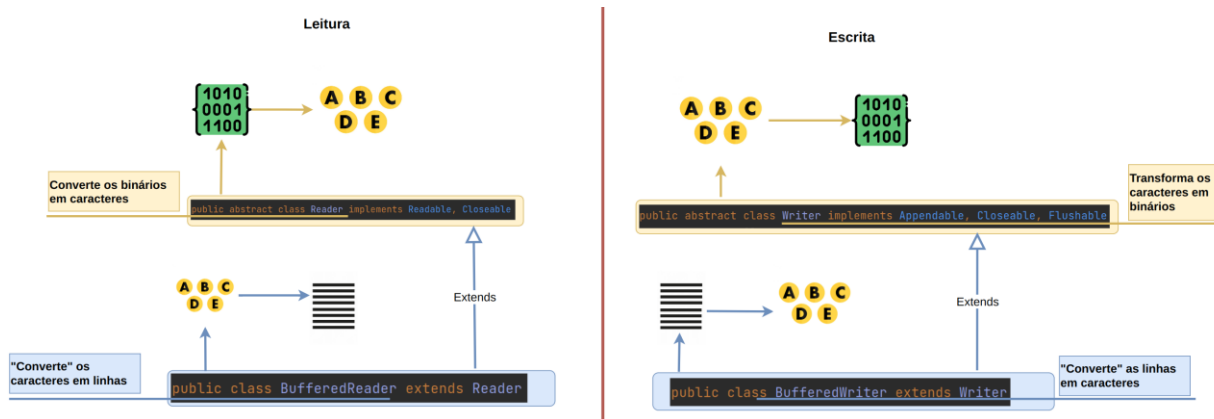 Leitura
1010
0001
1100
A B C
D E
Converte os binários
em caracteres
public abstract class Reader implements Readable, Closeable
A B C
D E
Extends
"Converte" os
caracteres em linhas
public class BufferedReader extends Reader
Escrita
A B C
D E
1010
0001
1100
Transforma os
caracteres em
binários
public abstract class Writer implements Appendable, Closeable, Flushable
A B C
D E
Extends
"Converte" as linhas
em caracteres
public class BufferedWriter extends Writer